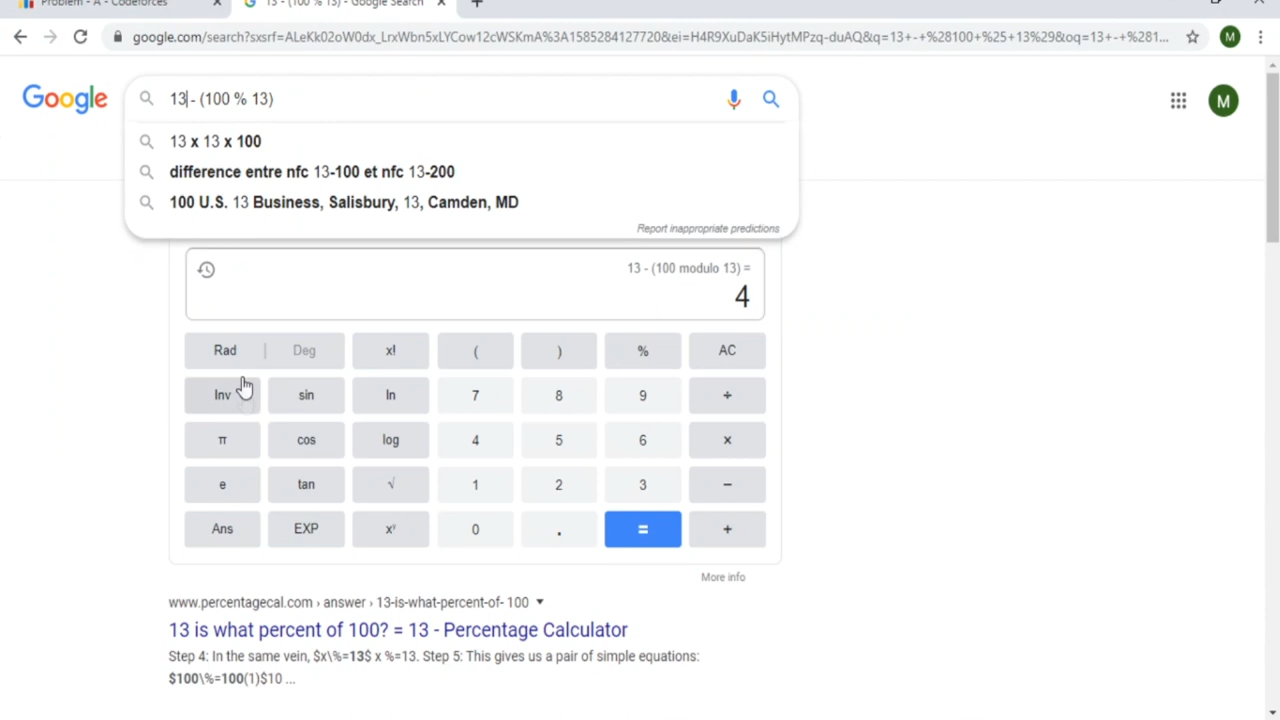 Problem - A - Codeforces
13 - (100 % 13) - Google Search
google.com/search?sxsrf=ALeKk02oW0dx_LrxWbn5xLYCow12cWSKmA%3A1585284127720&ei=H4R9XuDaK5iHytMPzq-duAQ&q=13+-+%28100+%25+13%29&oq=13+-+%281...
M
Google
13 - (100 % 13)
M
13 x 13 x 100
difference entre nfc 13-100 et nfc 13-200
100 U.S. 13 Business, Salisbury, 13, Camden, MD
Report inappropriate predictions
13 - (100 modulo 13) =
4
Rad | Deg x! ( ) % AC
Inv sin ln 7 8 9 ÷
π cos log 4 5 6 ×
e tan √ 1 2 3 −
Ans EXP xʸ 0 . = +
More info
www.percentagecal.com › answer › 13-is-what-percent-of- 100
13 is what percent of 100? = 13 - Percentage Calculator
Step 4: In the same vein, $x\%=13$ x %=13. Step 5: This gives us a pair of simple equations:
$100\%=100(1)$10 ...